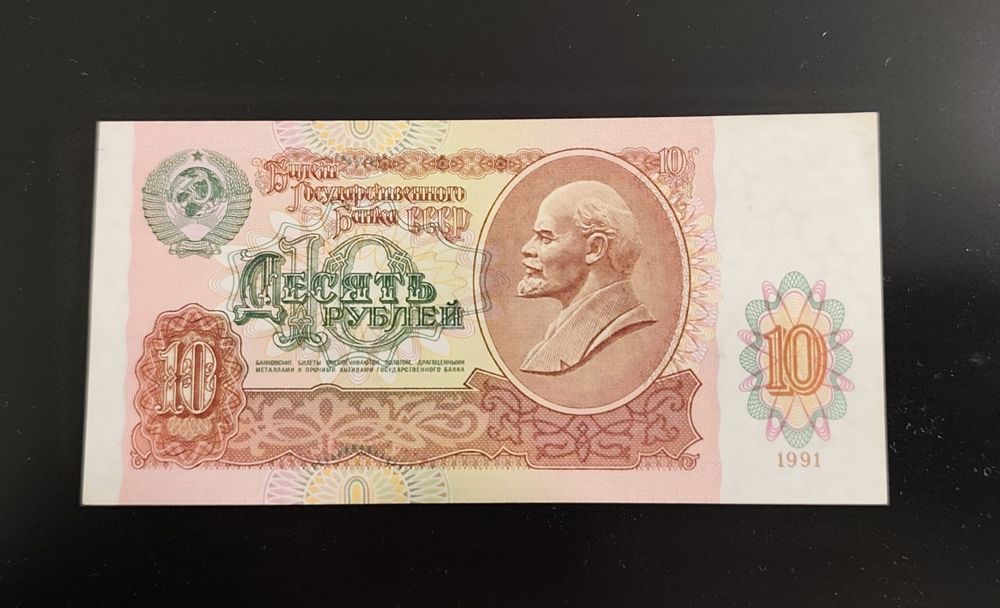 Билет
Государственного
Банка СССР
10
10
Десять
рублей
БАНКОВСКИЕ БИЛЕТЫ ОБЕСПЕЧИВАЮТСЯ ЗОЛОТОМ, ДРАГОЦЕННЫМИ
МЕТАЛЛАМИ И ПРОЧИМИ АКТИВАМИ ГОСУДАРСТВЕННОГО БАНКА
10
10
1991